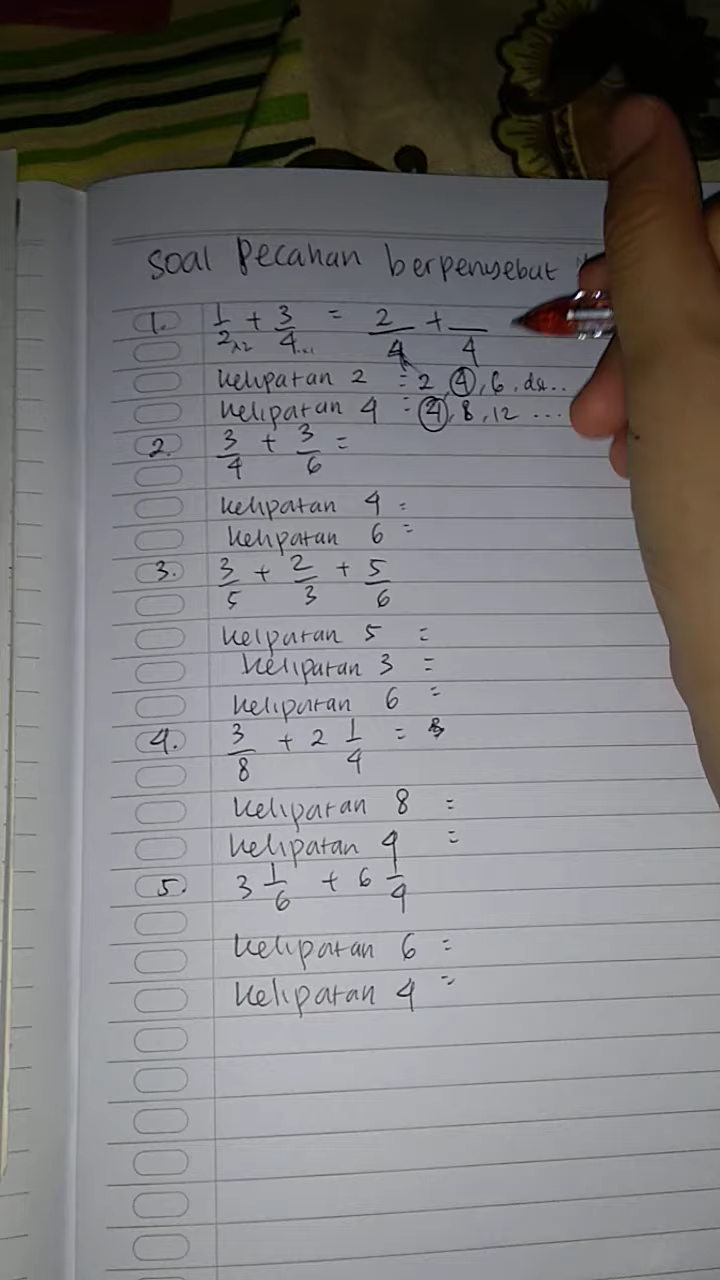 Soal Pecahan berpenyebut
1. 1/2x2 + 3/4... = 2/4 + _/4
Kelipatan 2 = 2, 4, 6, dst...
Kelipatan 4 = 4, 8, 12 ...
2. 3/4 + 3/6 =
Kelipatan 4 =
Kelipatan 6 =
3. 3/5 + 2/3 + 5/6
Kelpatan 5 =
Kelipatan 3 =
Kelipatan 6 =
4. 3/8 + 2 1/4 =
Kelipatan 8 =
Kelipatan 4 =
5. 3 1/6 + 6 1/4
Kelipatan 6 =
Kelipatan 4 =